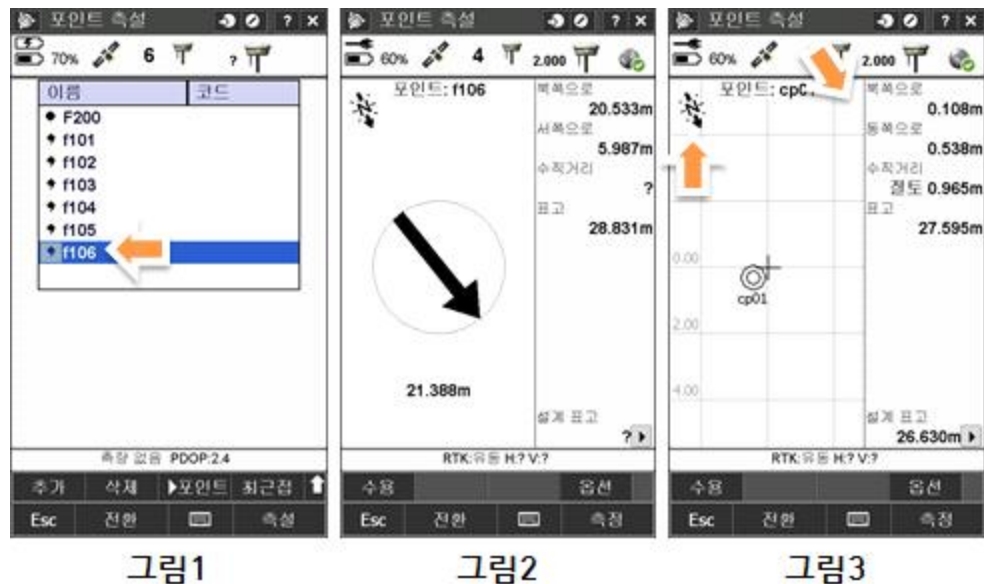 포인트 측설 ? ×
70% 6 ?
이름 코드
F200
f101
f102
f103
f104
f105
f106
측량 없음 PDOP:2.4
추가 삭제 ▶포인트 최근접
Esc 전환 측설
그림1
포인트 측설 ? ×
60% 4 2.000
포인트: f106
북쪽으로
20.533m
서쪽으로
5.987m
수직거리
?
표고
28.831m
21.388m
설계 표고
?
RTK:유동 H:? V:?
수용 옵션
Esc 전환 측정
그림2
포인트 측설 ? ×
60% 2.000
포인트:
북쪽으로
0.108m
동쪽으로
0.538m
수직거리
절토 0.965m
표고
27.595m
0.00
cp01
2.00
4.00
설계 표고
26.630m
RTK:유동 H:? V:?
수용 옵션
Esc 전환 측정
그림3